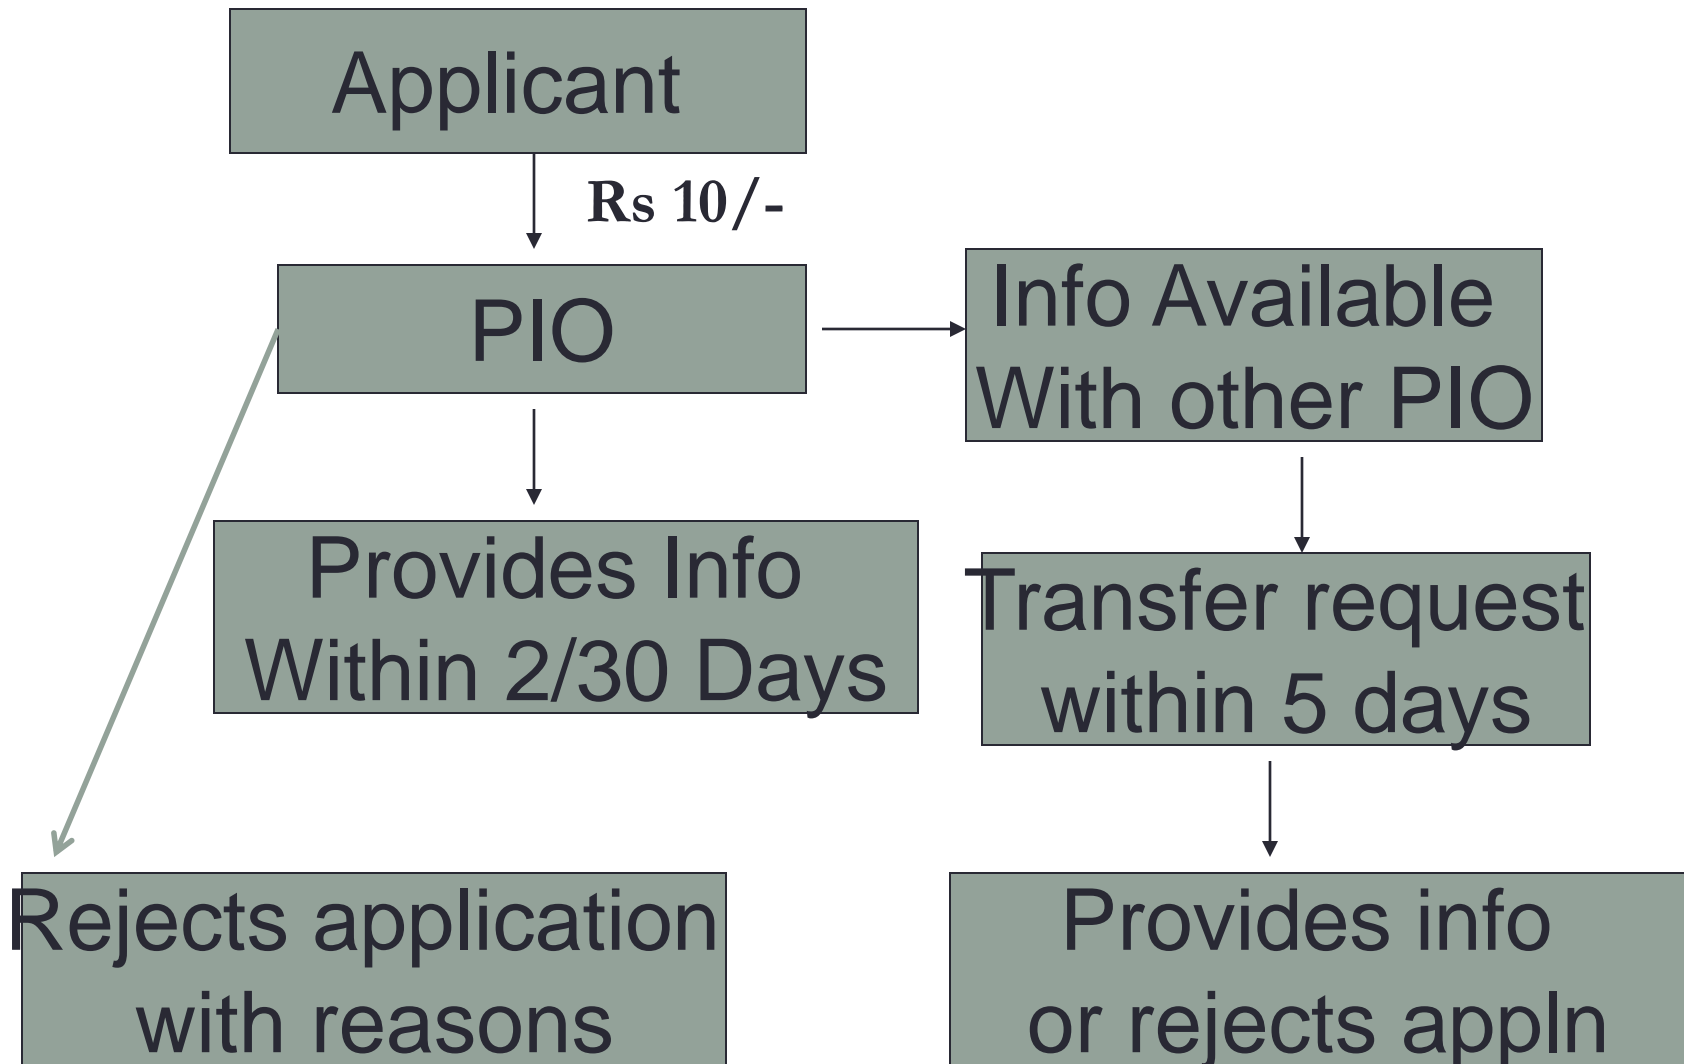 Applicant
Rs 10/-
PIO
Info Available
With other PIO
Provides Info
Within 2/30 Days
Transfer request
within 5 days
Rejects application
with reasons
Provides info
or rejects appln